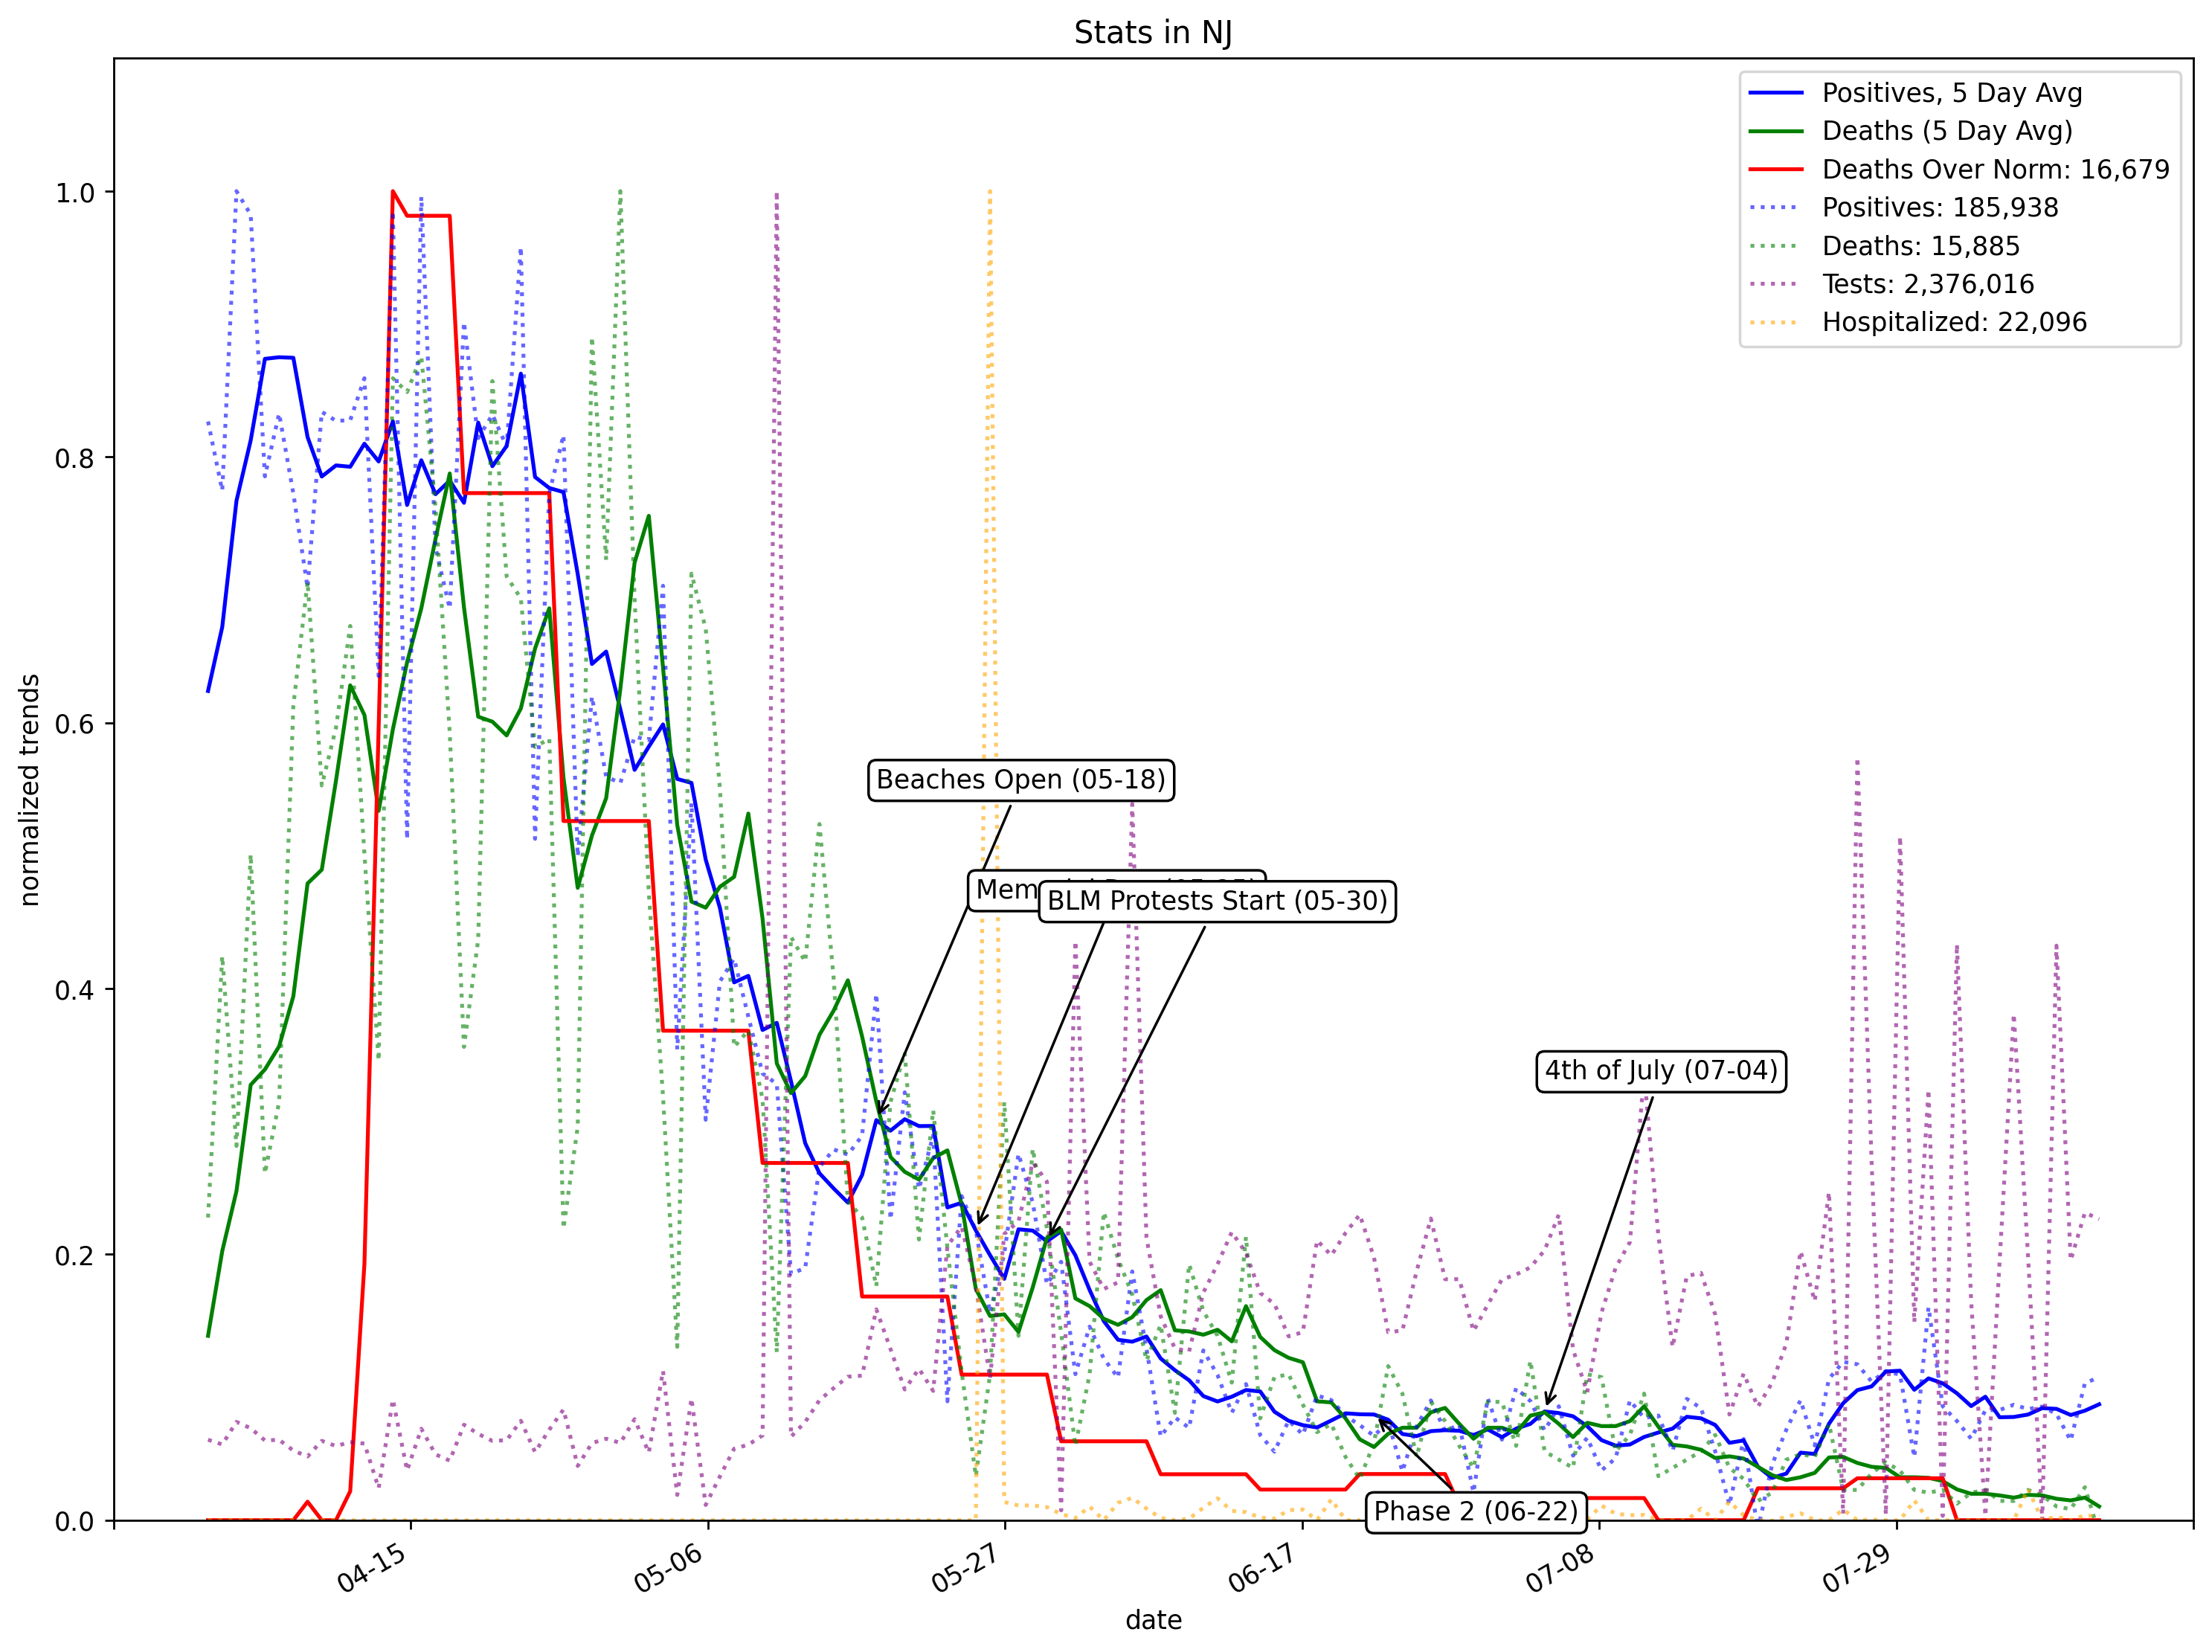 Stats in NJ
Positives, 5 Day Avg
Deaths (5 Day Avg)
Deaths Over Norm: 16,679
Positives: 185,938
Deaths: 15,885
Tests: 2,376,016
Hospitalized: 22,096
1.0
0.8
0.6
0.4
0.2
0.0
normalized trends
Beaches Open (05-18)
BLM Protests Start (05-30)
4th of July (07-04)
Phase 2 (06-22)
04-15
05-06
05-27
06-17
07-08
07-29
date